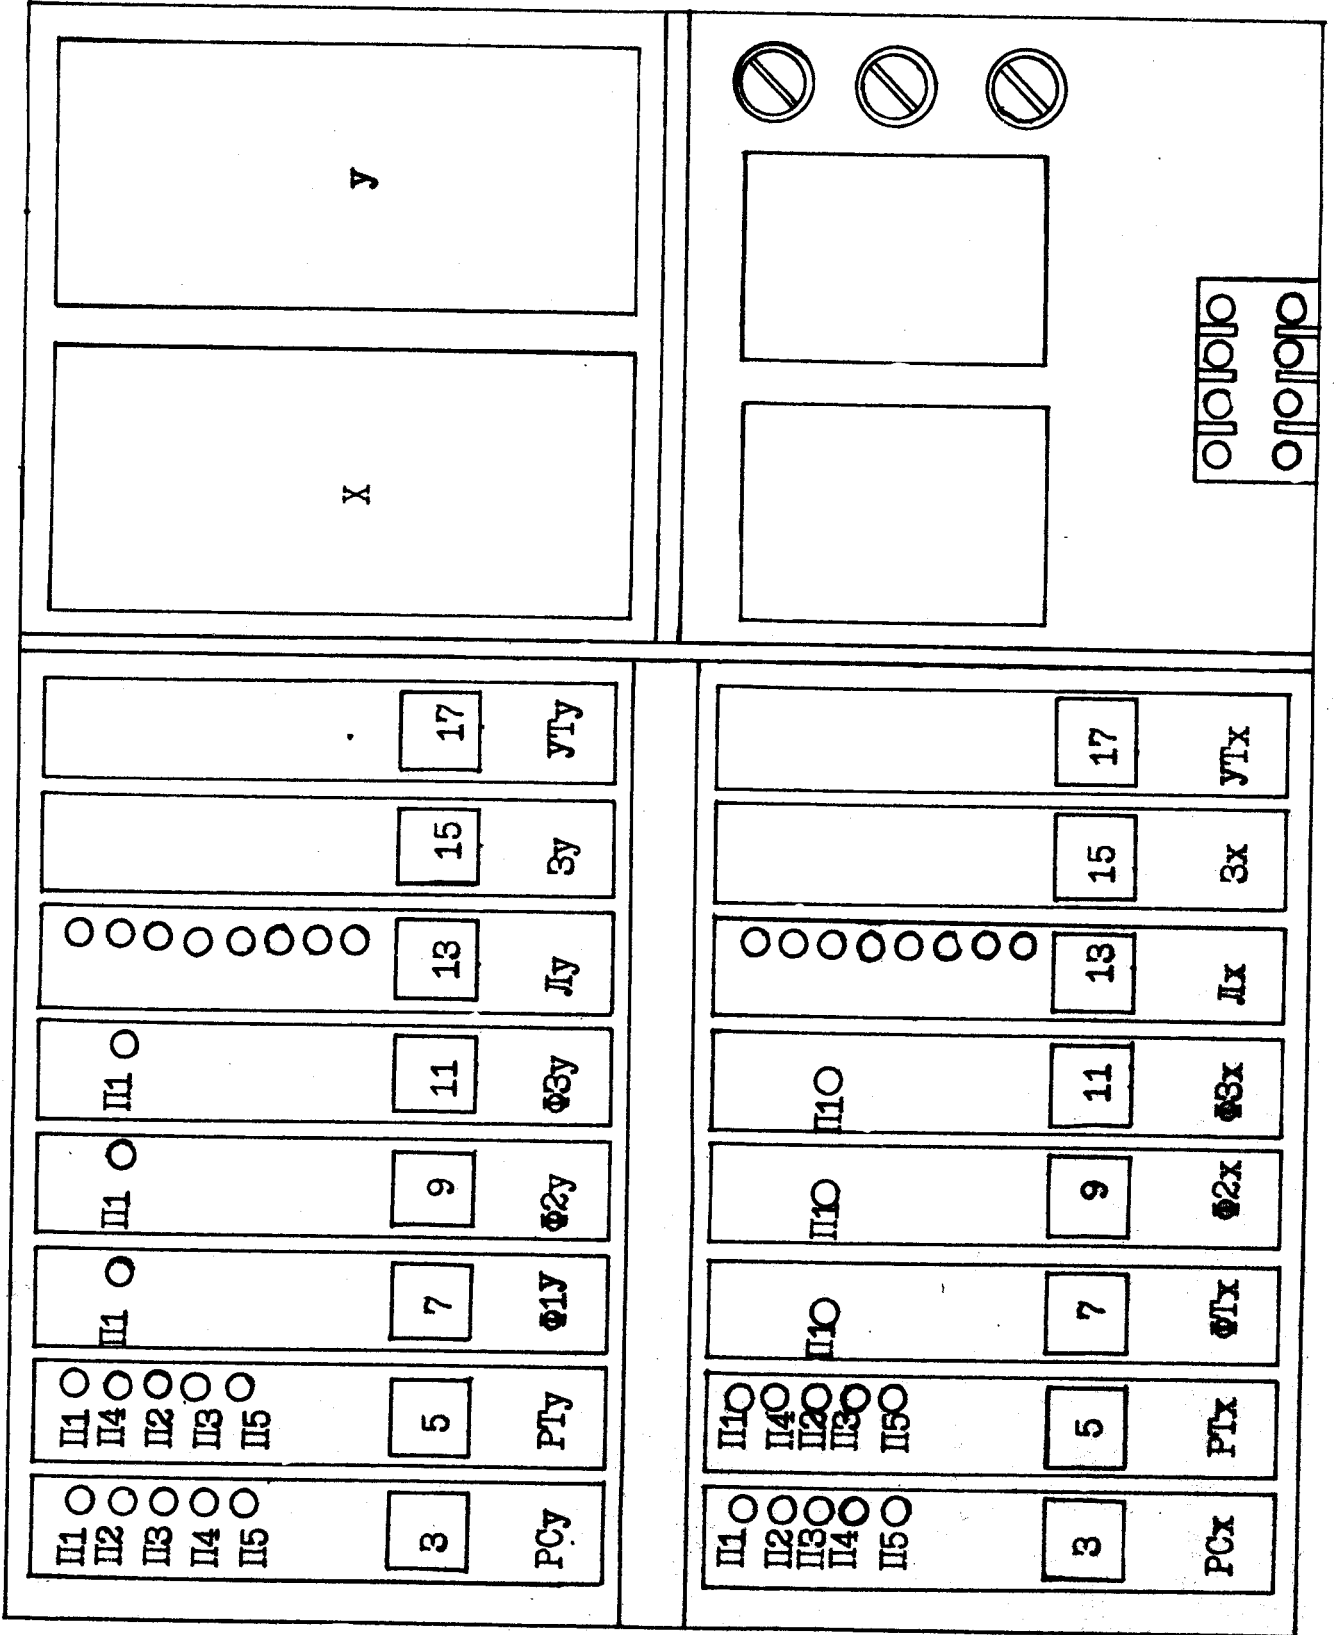 у
Х
17 УТу
15 Зу
13 Лу
П1 11 Ф3у
П1 9 Ф2у
П1 7 Ф1У
П1 П4 П2 П3 П5 5 РТу
П1 П2 П3 П4 П5 3 РСу
17 УТх
15 Зх
13 Лх
П1 11 Ф3х
П1 9 Ф2х
П1 7 ФТх
П1 П4 П2 П3 П5 5 РТх
П1 П2 П3 П4 П5 3 РСх